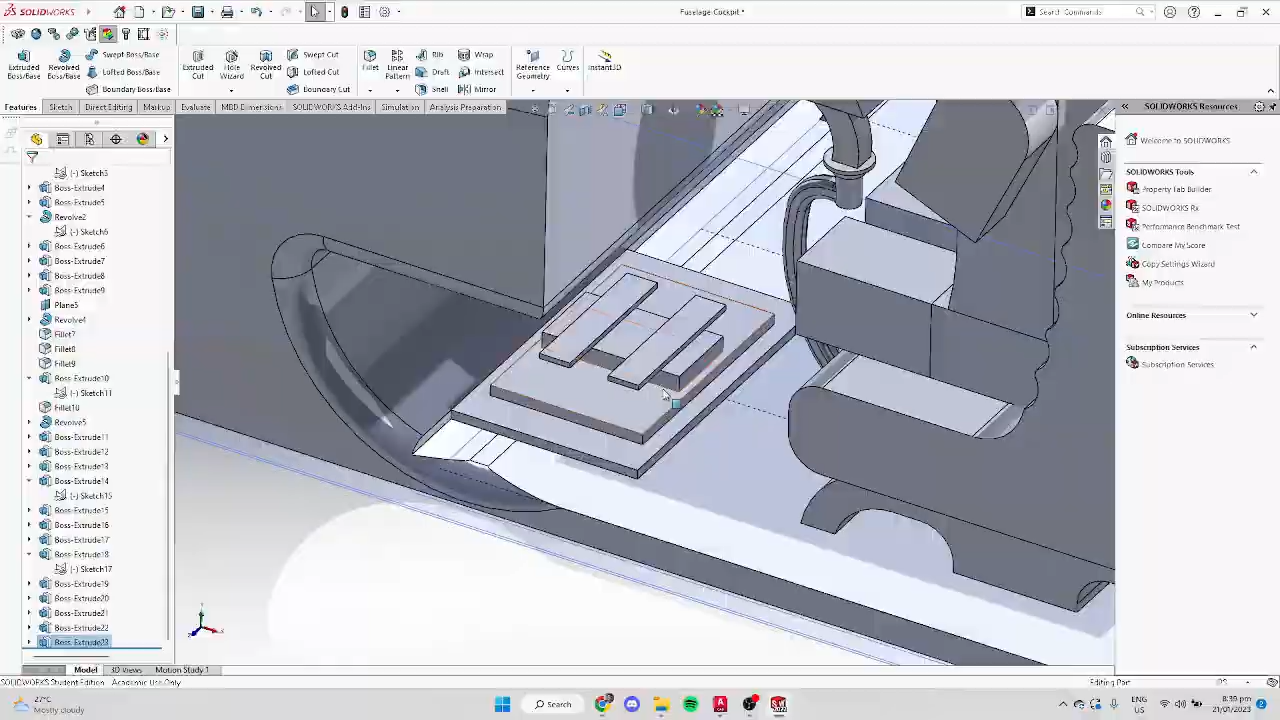 SOLIDWORKS
Fuselage-Cockpit *
Search Commands
Extruded Boss/Base
Revolved Boss/Base
Swept Boss/Base
Lofted Boss/Base
Boundary Boss/Base
Extruded Cut
Hole Wizard
Revolved Cut
Swept Cut
Lofted Cut
Boundary Cut
Fillet
Linear Pattern
Rib
Draft
Shell
Wrap
Intersect
Mirror
Reference Geometry
Curves
Instant3D
Features
Sketch
Direct Editing
Markup
Evaluate
MBD Dimensions
SOLIDWORKS Add-Ins
Simulation
Analysis Preparation
(-) Sketch3
Boss-Extrude4
Boss-Extrude5
Revolve2
(-) Sketch6
Boss-Extrude6
Boss-Extrude7
Boss-Extrude8
Boss-Extrude9
Plane5
Revolve4
Fillet7
Fillet8
Fillet9
Boss-Extrude10
(-) Sketch11
Fillet10
Revolve5
Boss-Extrude11
Boss-Extrude12
Boss-Extrude13
Boss-Extrude14
(-) Sketch15
Boss-Extrude15
Boss-Extrude16
Boss-Extrude17
Boss-Extrude18
(-) Sketch17
Boss-Extrude19
Boss-Extrude20
Boss-Extrude21
Boss-Extrude22
Boss-Extrude23
SOLIDWORKS Resources
Welcome to SOLIDWORKS
SOLIDWORKS Tools
Property Tab Builder
SOLIDWORKS Rx
Performance Benchmark Test
Compare My Score
Copy Settings Wizard
My Products
Online Resources
Subscription Services
Subscription Services
Model
3D Views
Motion Study 1
SOLIDWORKS Student Edition - Academic Use Only
Editing Part
27°C
Mostly cloudy
Search
ENG
US
8:39 pm
21/09/2023